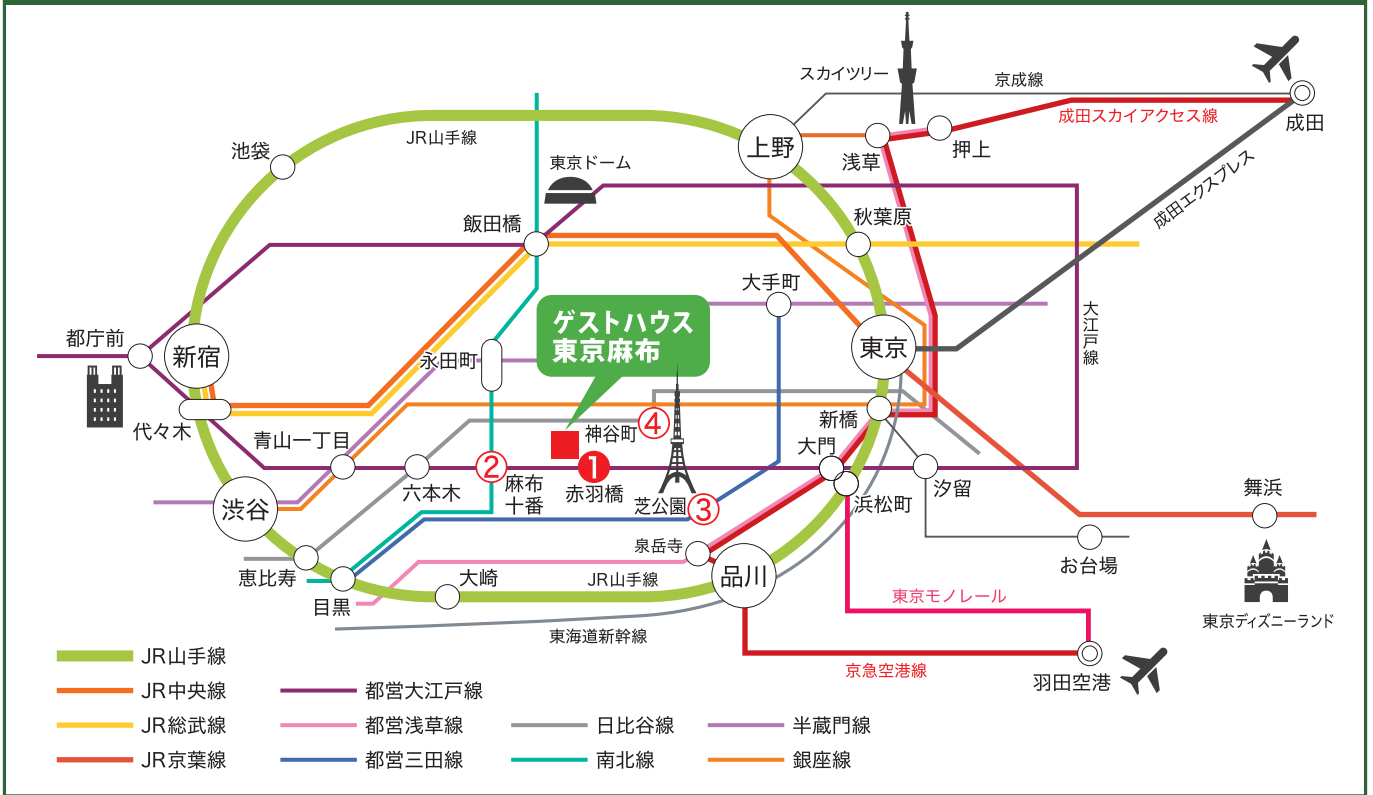 スカイツリー
京成線
成田スカイアクセス線
成田
JR山手線
上野
浅草
押上
池袋
東京ドーム
成田エクスプレス
飯田橋
秋葉原
大手町
ゲストハウス
東京麻布
大江戸線
都庁前
新宿
永田町
東京
代々木
青山一丁目
神谷町
④
新橋
大門
六本木
②
麻布
十番
①
赤羽橋
芝公園
③
浜松町
汐留
舞浜
渋谷
泉岳寺
お台場
恵比寿
目黒
大崎
JR山手線
品川
東京モノレール
東京ディズニーランド
東海道新幹線
京急空港線
羽田空港
JR山手線
JR中央線
都営大江戸線
JR総武線
都営浅草線
日比谷線
半蔵門線
JR京葉線
都営三田線
南北線
銀座線